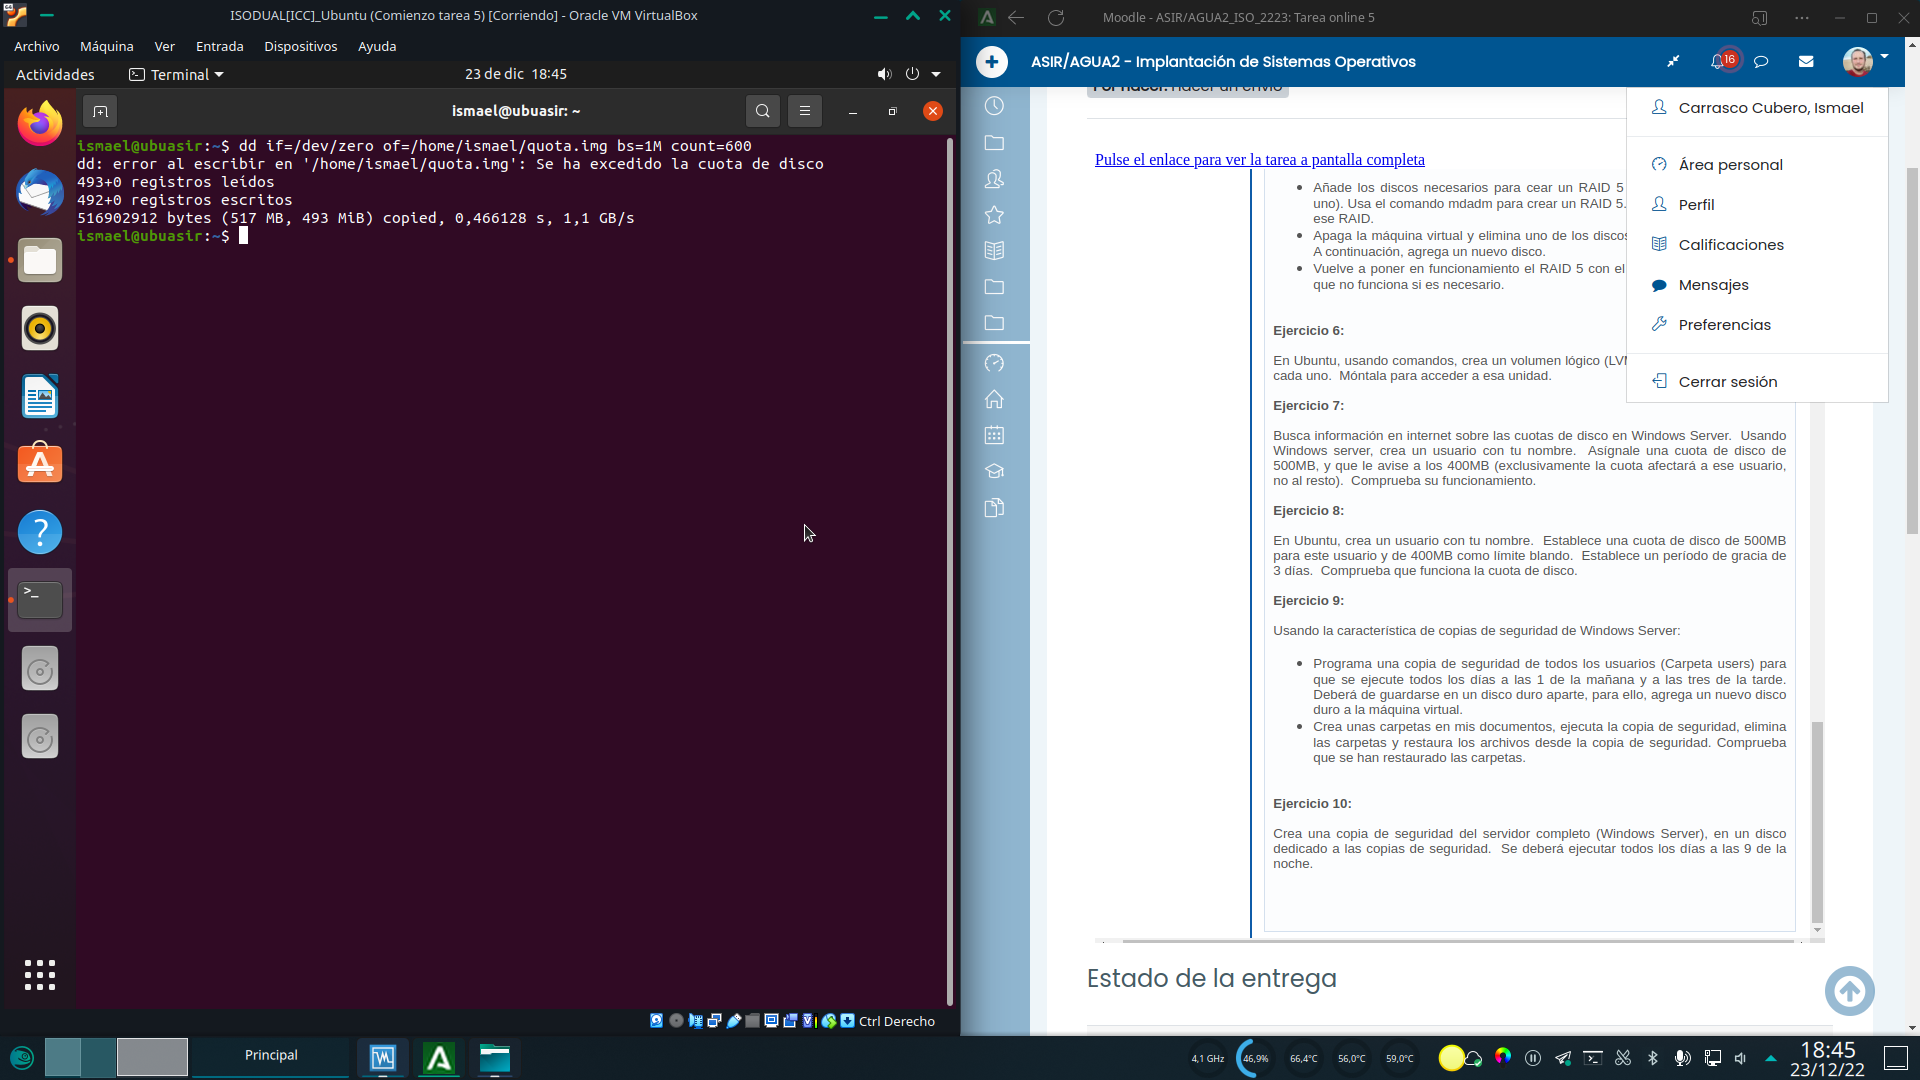 ISODUAL[ICC]_Ubuntu (Comienzo tarea 5) [Corriendo] - Oracle VM VirtualBox
Archivo Máquina Ver Entrada Dispositivos Ayuda
Actividades Terminal 23 de dic 18:45
ismael@ubuasir: ~
ismael@ubuasir:~$ dd if=/dev/zero of=/home/ismael/quota.img bs=1M count=600
dd: error al escribir en '/home/ismael/quota.img': Se ha excedido la cuota de disco
493+0 registros leídos
492+0 registros escritos
516902912 bytes (517 MB, 493 MiB) copied, 0,466128 s, 1,1 GB/s
ismael@ubuasir:~$
Ctrl Derecho
Moodle - ASIR/AGUA2_ISO_2223: Tarea online 5
ASIR/AGUA2 - Implantación de Sistemas Operativos
16
Por hacer: Hacer un envío
Carrasco Cubero, Ismael
Área personal
Perfil
Calificaciones
Mensajes
Preferencias
Cerrar sesión
Pulse el enlace para ver la tarea a pantalla completa
Añade los discos necesarios para cear un RAID 5
uno). Usa el comando mdadm para crear un RAID 5.
ese RAID.
Apaga la máquina virtual y elimina uno de los discos
A continuación, agrega un nuevo disco.
Vuelve a poner en funcionamiento el RAID 5 con el
que no funciona si es necesario.
Ejercicio 6:
En Ubuntu, usando comandos, crea un volumen lógico (LVM
cada uno. Móntala para acceder a esa unidad.
Ejercicio 7:
Busca información en internet sobre las cuotas de disco en Windows Server. Usando
Windows server, crea un usuario con tu nombre. Asígnale una cuota de disco de
500MB, y que le avise a los 400MB (exclusivamente la cuota afectará a ese usuario,
no al resto). Comprueba su funcionamiento.
Ejercicio 8:
En Ubuntu, crea un usuario con tu nombre. Establece una cuota de disco de 500MB
para este usuario y de 400MB como límite blando. Establece un período de gracia de
3 días. Comprueba que funciona la cuota de disco.
Ejercicio 9:
Usando la característica de copias de seguridad de Windows Server:
Programa una copia de seguridad de todos los usuarios (Carpeta users) para
que se ejecute todos los días a las 1 de la mañana y a las tres de la tarde.
Deberá de guardarse en un disco duro aparte, para ello, agrega un nuevo disco
duro a la máquina virtual.
Crea unas carpetas en mis documentos, ejecuta la copia de seguridad, elimina
las carpetas y restaura los archivos desde la copia de seguridad. Comprueba
que se han restaurado las carpetas.
Ejercicio 10:
Crea una copia de seguridad del servidor completo (Windows Server), en un disco
dedicado a las copias de seguridad. Se deberá ejecutar todos los días a las 9 de la
noche.
Estado de la entrega
Principal
4,1 GHz 46,9% 66,4°C 56,0°C 59,0°C
18:45
23/12/22